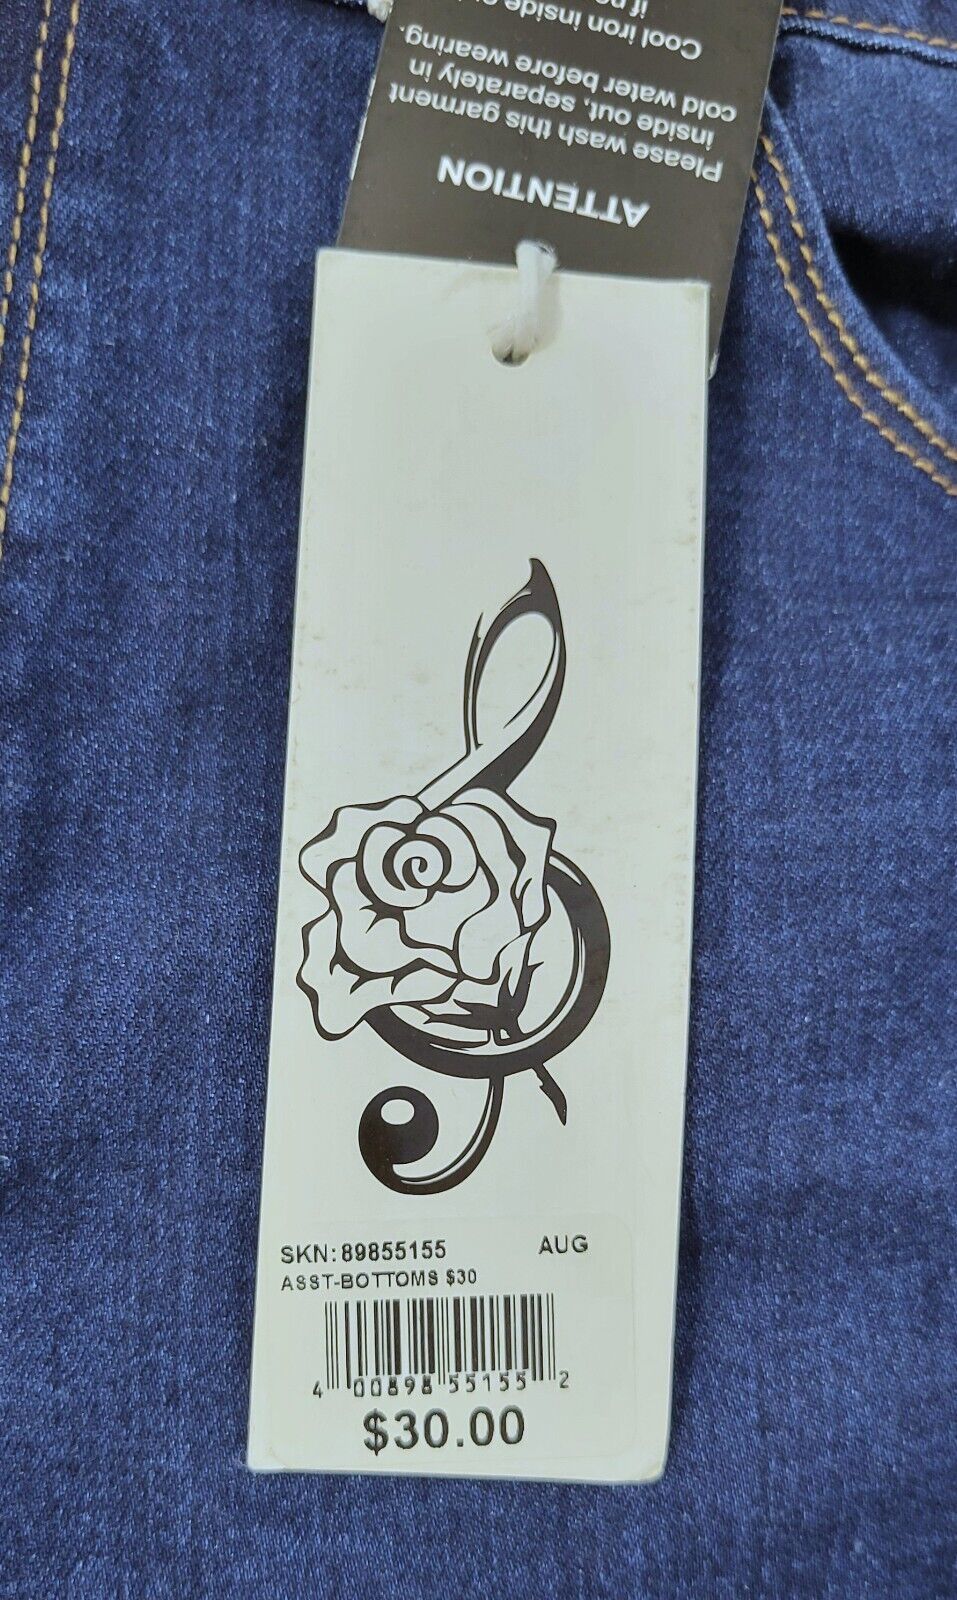 ATTENTION
Please wash this garment
inside out, separately in
cold water before wearing.
Cool iron inside
if
SKN: 89855155 AUG
ASST-BOTTOMS $30
4 00898 55155 2
$30.00